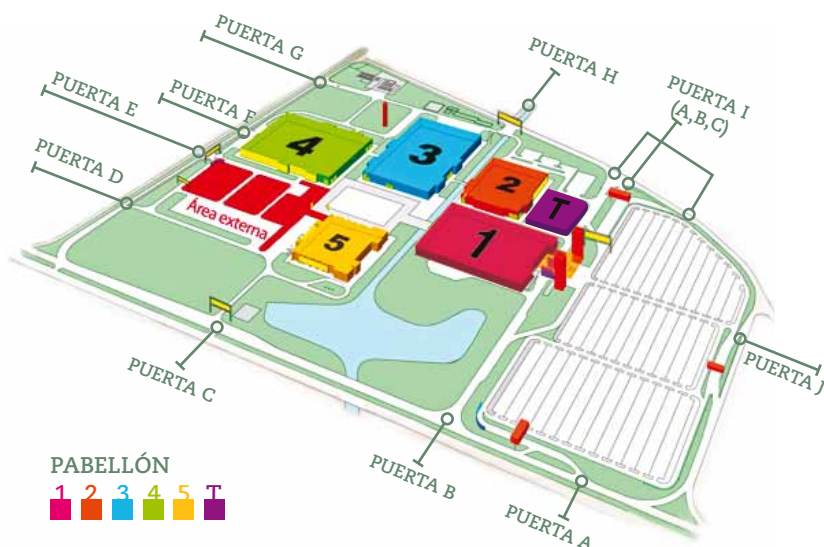 PUERTA G
PUERTA H
PUERTA E
PUERTA F
PUERTA I
(A,B,C)
PUERTA D
4
3
2
T
Área externa
5
1
PUERTA J
PUERTA C
PUERTA B
PUERTA A
PABELLÓN
1 2 3 4 5 T